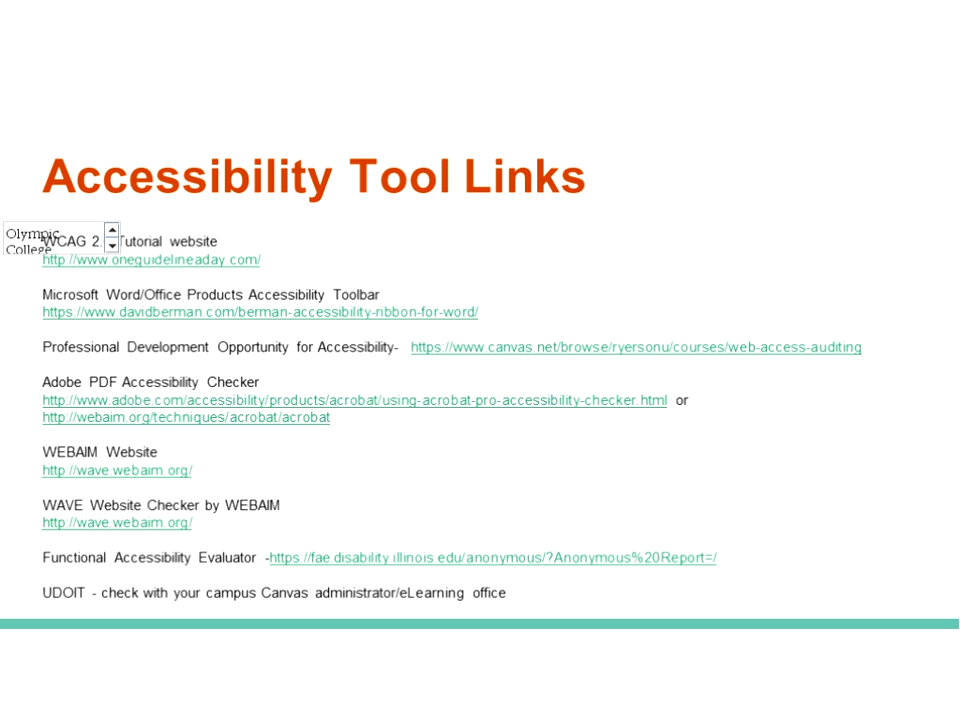 Accessibility Tool Links
Olympic
College
WCAG 2. Tutorial website
http://www.oneguidelineaday.com/
Microsoft Word/Office Products Accessibility Toolbar
https://www.davidberman.com/berman-accessibility-ribbon-for-word/
Professional Development Opportunity for Accessibility- https://www.canvas.net/browse/ryersonu/courses/web-access-auditing
Adobe PDF Accessibility Checker
http://www.adobe.com/accessibility/products/acrobat/using-acrobat-pro-accessibility-checker.html or
http://webaim.org/techniques/acrobat/acrobat
WEBAIM Website
http://wave.webaim.org/
WAVE Website Checker by WEBAIM
http://wave.webaim.org/
Functional Accessibility Evaluator -https://fae.disability.illinois.edu/anonymous/?Anonymous%20Report=/
UDOIT - check with your campus Canvas administrator/eLearning office